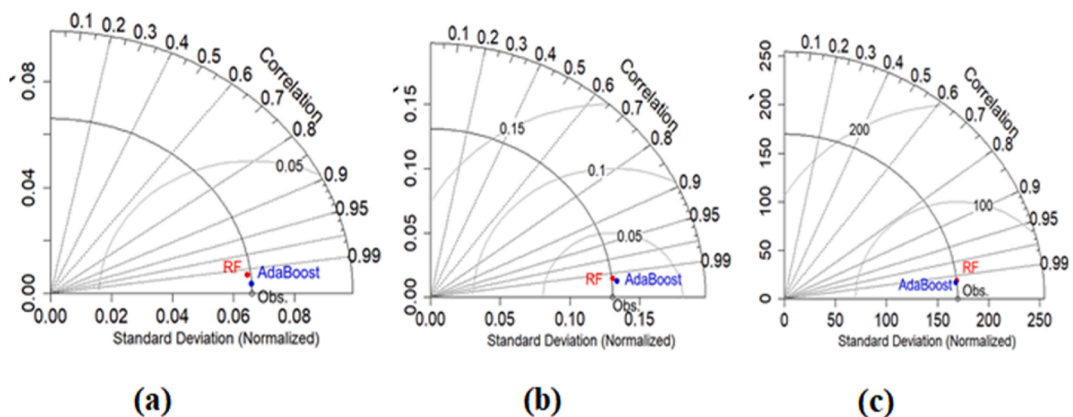 0.1 0.2 0.3 0.4 0.5 0.6 0.7 0.8 0.9 0.95 0.99
Correlation
0.08
0.04
0.00
0.05
RF
AdaBoost
Obs.
0.00 0.02 0.04 0.06 0.08
Standard Deviation (Normalized)
(a)
0.1 0.2 0.3 0.4 0.5 0.6 0.7 0.8 0.9 0.95 0.99
Correlation
0.15
0.10
0.05
0.00
0.15
0.1
0.05
RF
AdaBoost
Obs.
0.00 0.05 0.10 0.15
Standard Deviation (Normalized)
(b)
0.1 0.2 0.3 0.4 0.5 0.6 0.7 0.8 0.9 0.95 0.99
Correlation
250
200
150
100
50
0
200
100
RF
AdaBoost
Obs.
0 50 100 150 200 250
Standard Deviation (Normalized)
(c)